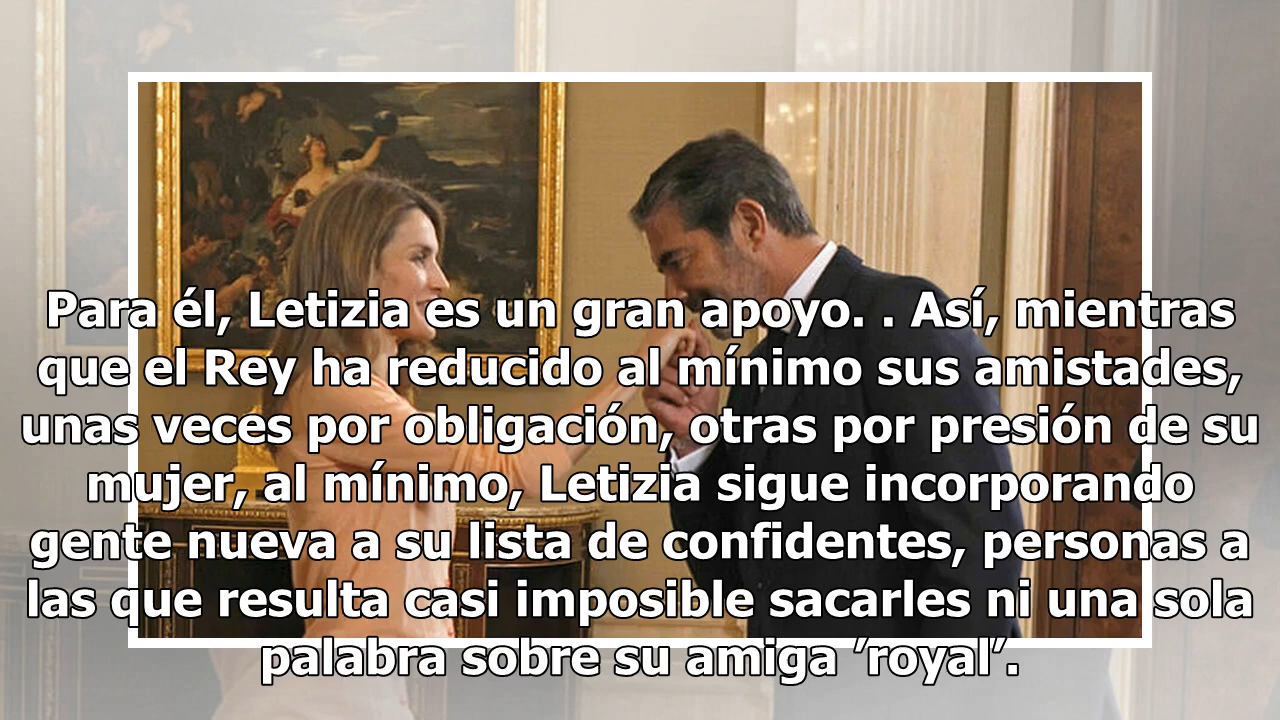 Para él, Letizia es un gran apoyo. . Así, mientras
que el Rey ha reducido al mínimo sus amistades,
unas veces por obligación, otras por presión de su
mujer, al mínimo, Letizia sigue incorporando
gente nueva a su lista de confidentes, personas a
las que resulta casi imposible sacarles ni una sola
palabra sobre su amiga ’royal’.